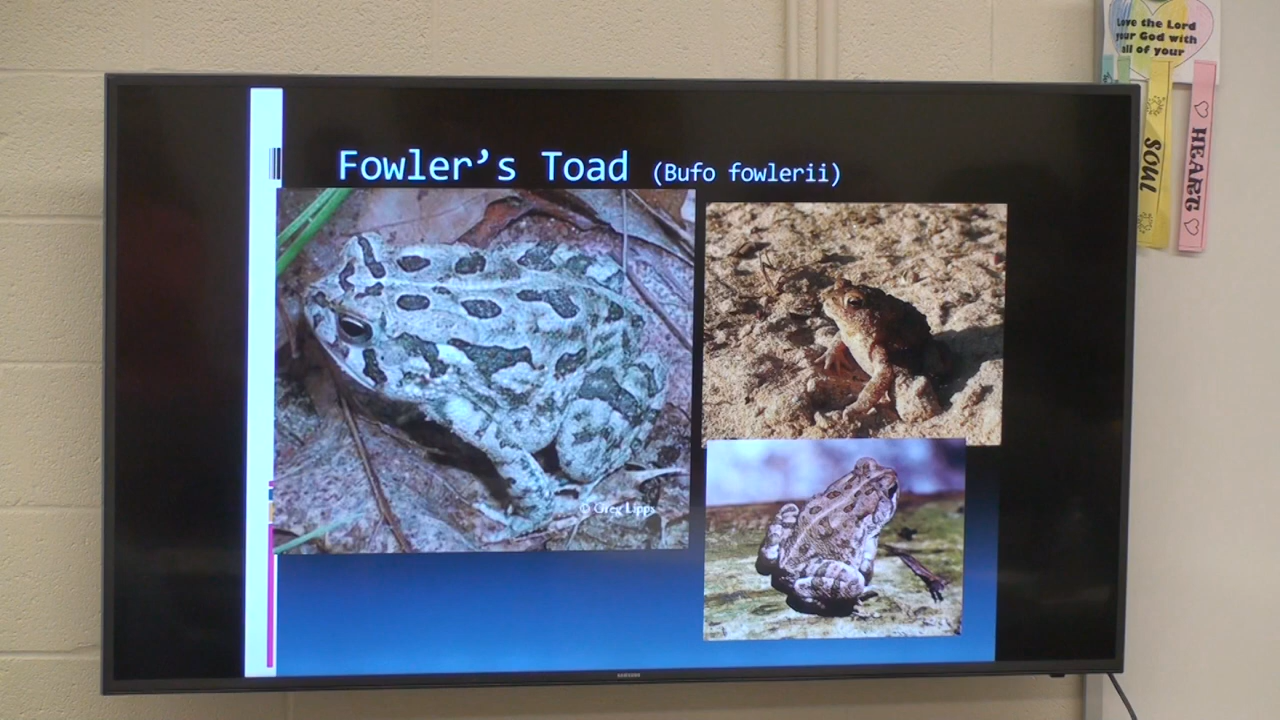 Love the Lord
your God with
all of your
SOUL
HEART
Fowler's Toad (Bufo fowlerii)
© Greg Lipps
SAMSUNG